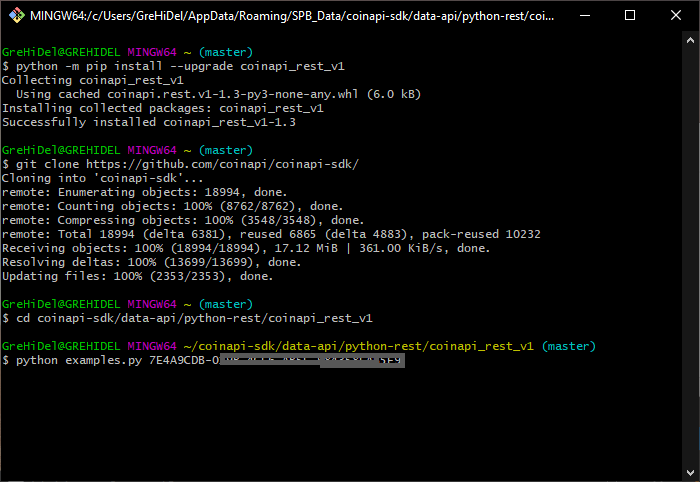 MINGW64:/c/Users/GreHiDel/AppData/Roaming/SPB_Data/coinapi-sdk/data-api/python-rest/coi...
GreHiDel@GREHIDEL MINGW64 ~ (master)
$ python -m pip install --upgrade coinapi_rest_v1
Collecting coinapi_rest_v1
  Using cached coinapi.rest.v1-1.3-py3-none-any.whl (6.0 kB)
Installing collected packages: coinapi_rest_v1
Successfully installed coinapi_rest_v1-1.3
GreHiDel@GREHIDEL MINGW64 ~ (master)
$ git clone https://github.com/coinapi/coinapi-sdk/
Cloning into 'coinapi-sdk'...
remote: Enumerating objects: 18994, done.
remote: Counting objects: 100% (8762/8762), done.
remote: Compressing objects: 100% (3548/3548), done.
remote: Total 18994 (delta 6381), reused 6865 (delta 4883), pack-reused 10232
Receiving objects: 100% (18994/18994), 17.12 MiB | 361.00 KiB/s, done.
Resolving deltas: 100% (13699/13699), done.
Updating files: 100% (2353/2353), done.
GreHiDel@GREHIDEL MINGW64 ~ (master)
$ cd coinapi-sdk/data-api/python-rest/coinapi_rest_v1
GreHiDel@GREHIDEL MINGW64 ~/coinapi-sdk/data-api/python-rest/coinapi_rest_v1 (master)
$ python examples.py